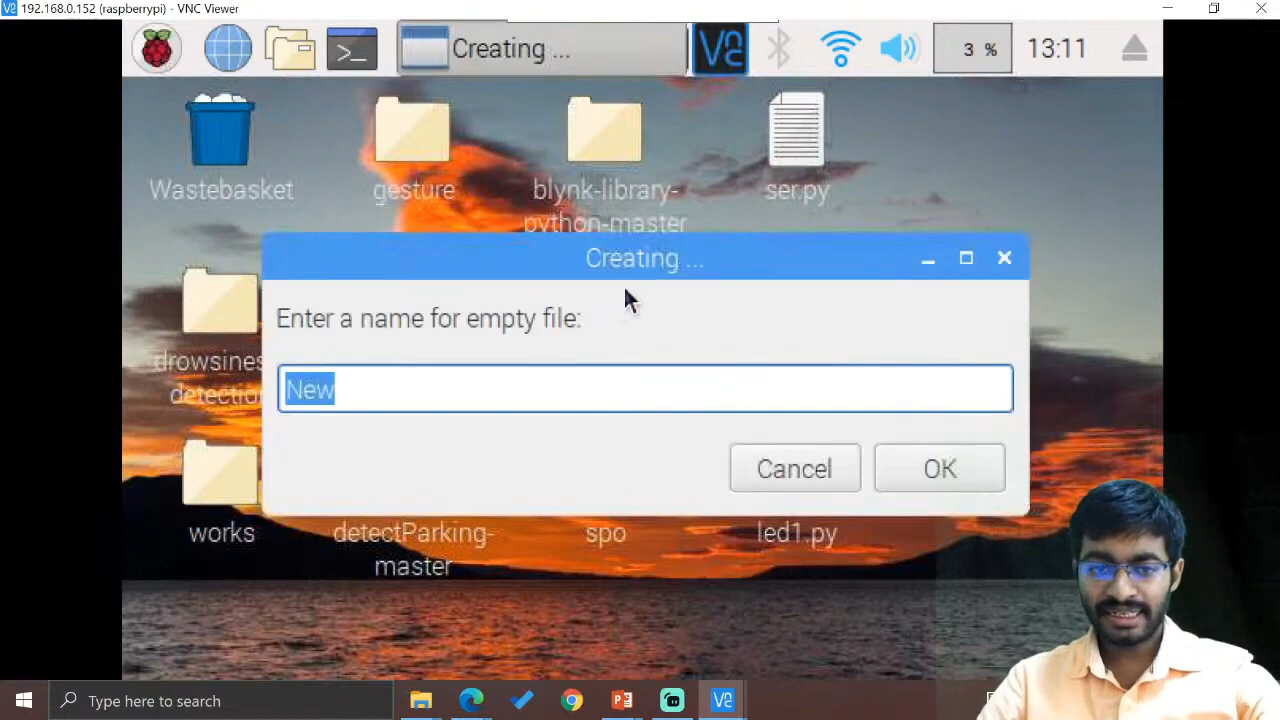 192.168.0.152 (raspberrypi) - VNC Viewer
Creating ...
3 %
13:11
Wastebasket
gesture
blynk-library-
python-master
ser.py
Creating ...
Enter a name for empty file:
New
Cancel
OK
works
detectParking-
master
spo
led1.py
Type here to search